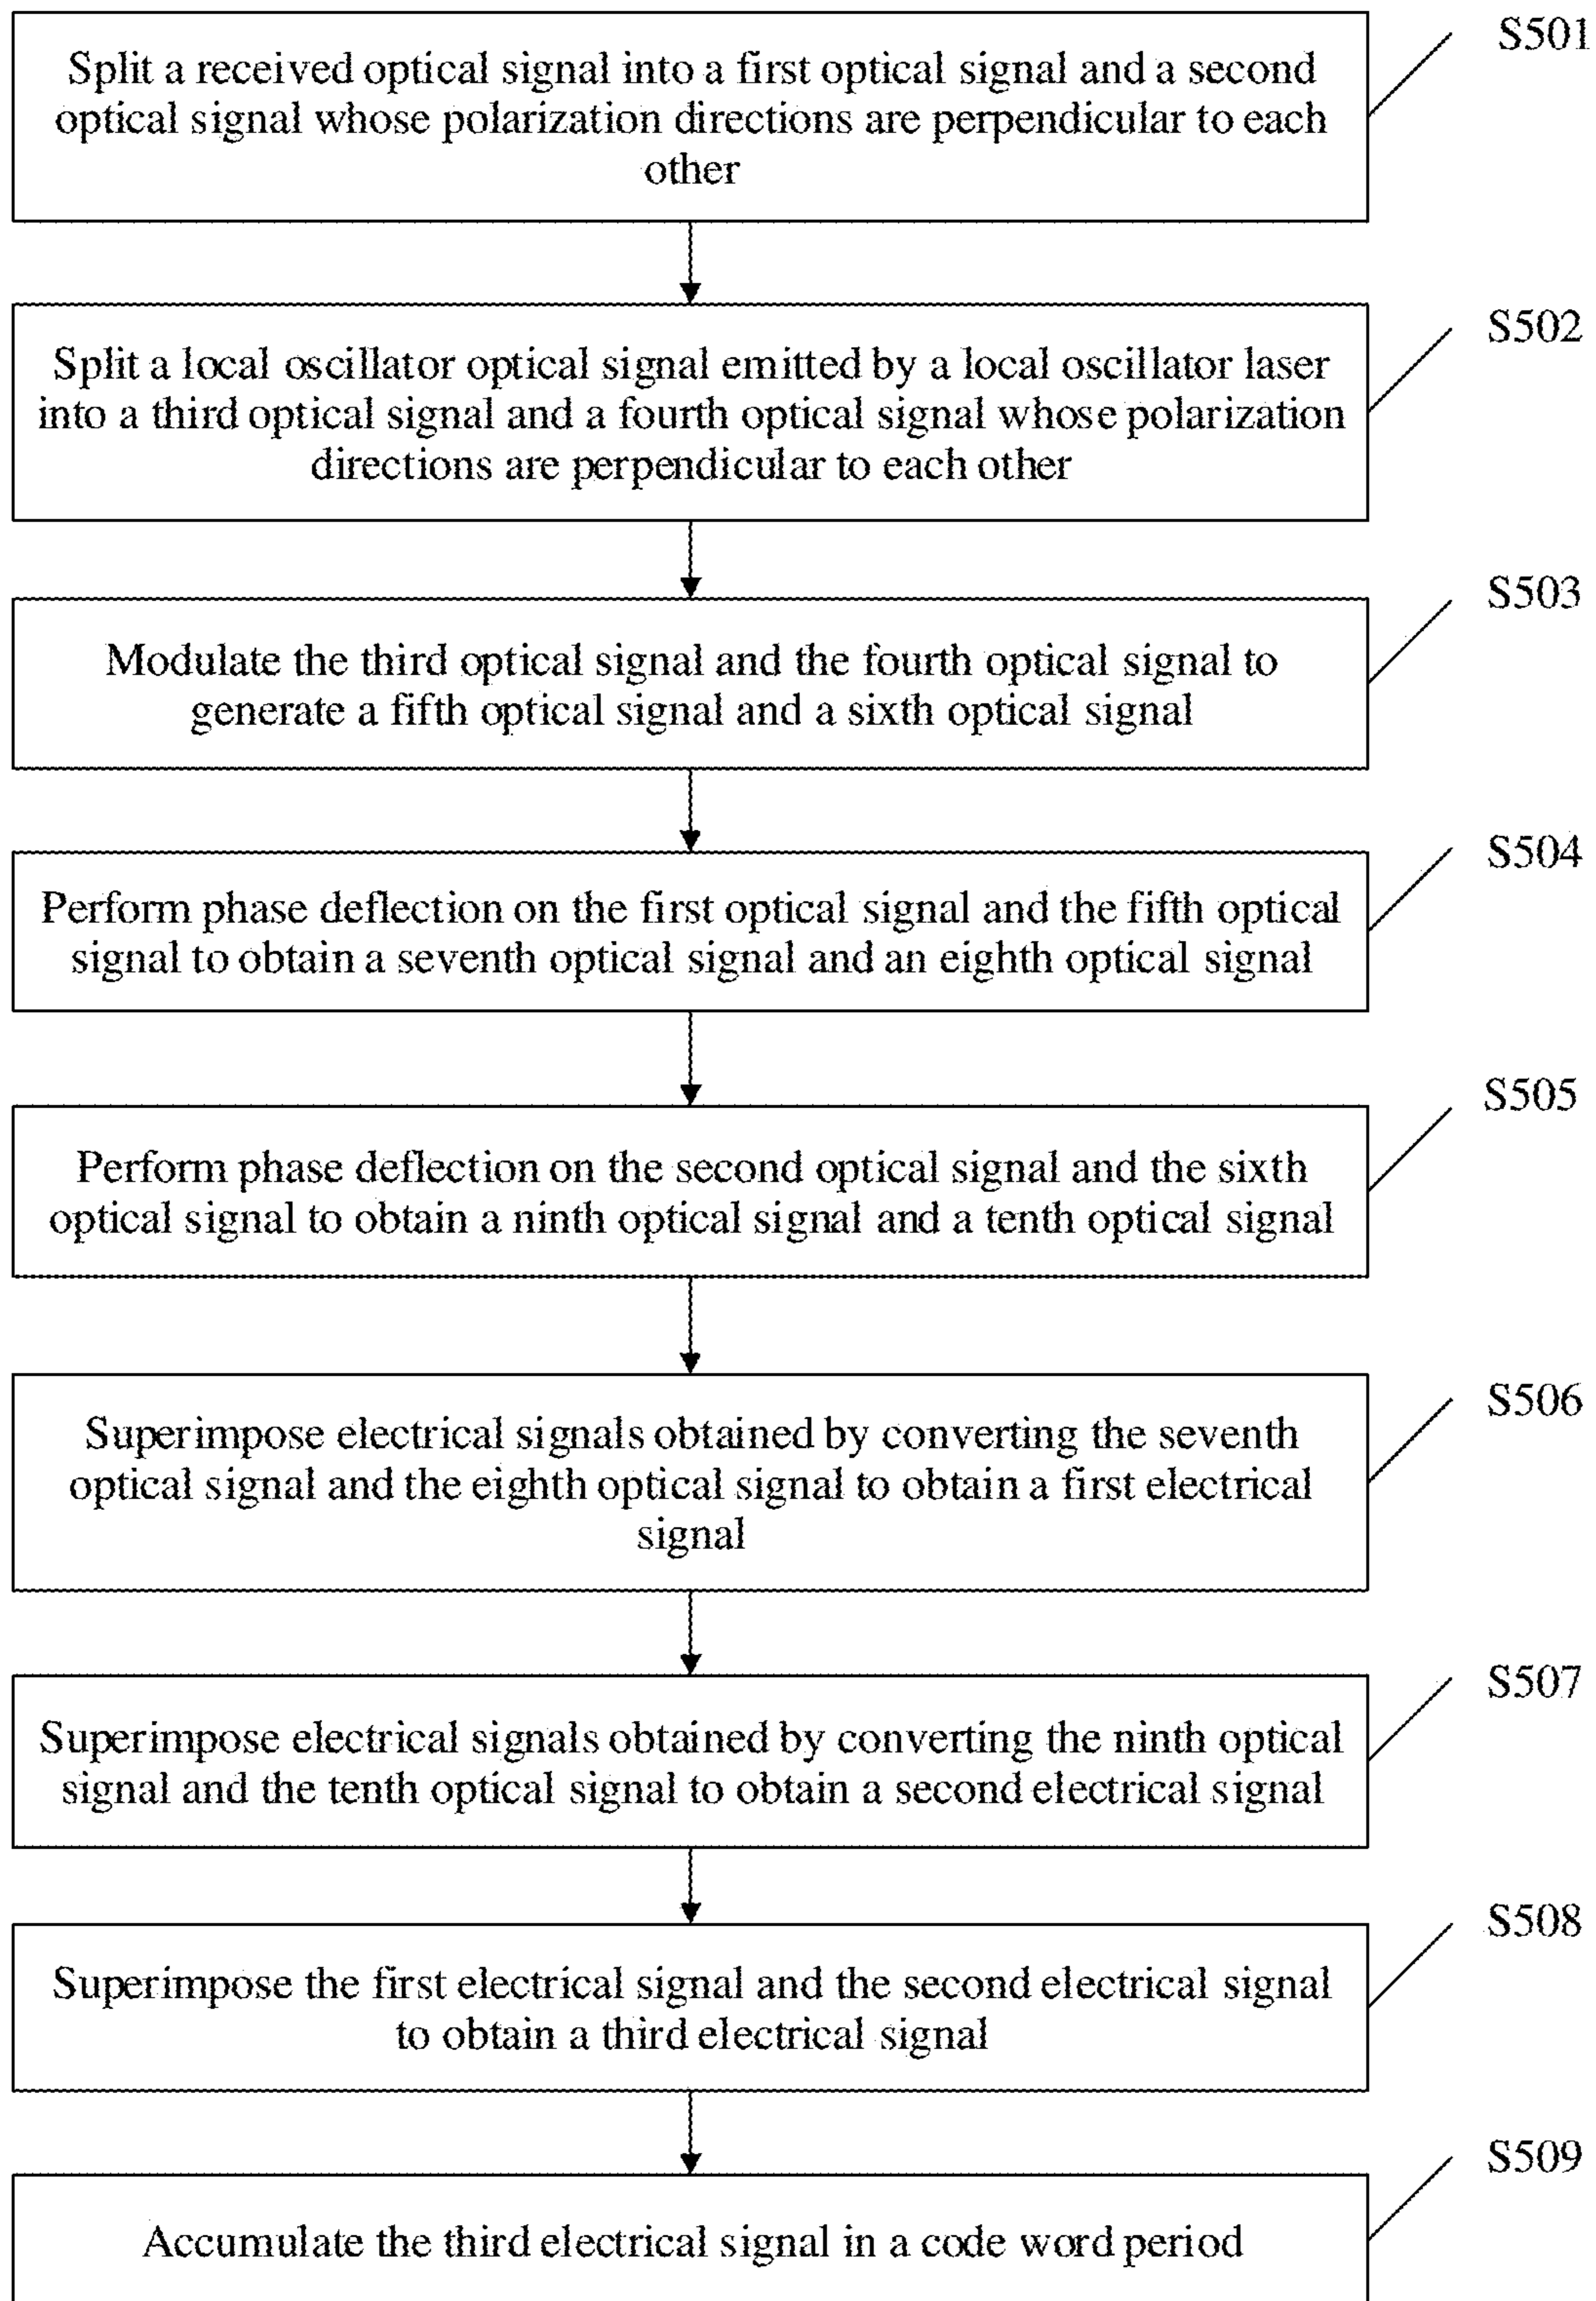 S501
Split a received optical signal into a first optical signal and a second
optical signal whose polarization directions are perpendicular to each
other
S502
Split a local oscillator optical signal emitted by a local oscillator laser
into a third optical signal and a fourth optical signal whose polarization
directions are perpendicular to each other
S503
Modulate the third optical signal and the fourth optical signal to
generate a fifth optical signal and a sixth optical signal
S504
Perform phase deflection on the first optical signal and the fifth optical
signal to obtain a seventh optical signal and an eighth optical signal
S505
Perform phase deflection on the second optical signal and the sixth
optical signal to obtain a ninth optical signal and a tenth optical signal
S506
Superimpose electrical signals obtained by converting the seventh
optical signal and the eighth optical signal to obtain a first electrical
signal
S507
Superimpose electrical signals obtained by converting the ninth optical
signal and the tenth optical signal to obtain a second electrical signal
S508
Superimpose the first electrical signal and the second electrical signal
to obtain a third electrical signal
S509
Accumulate the third electrical signal in a code word period